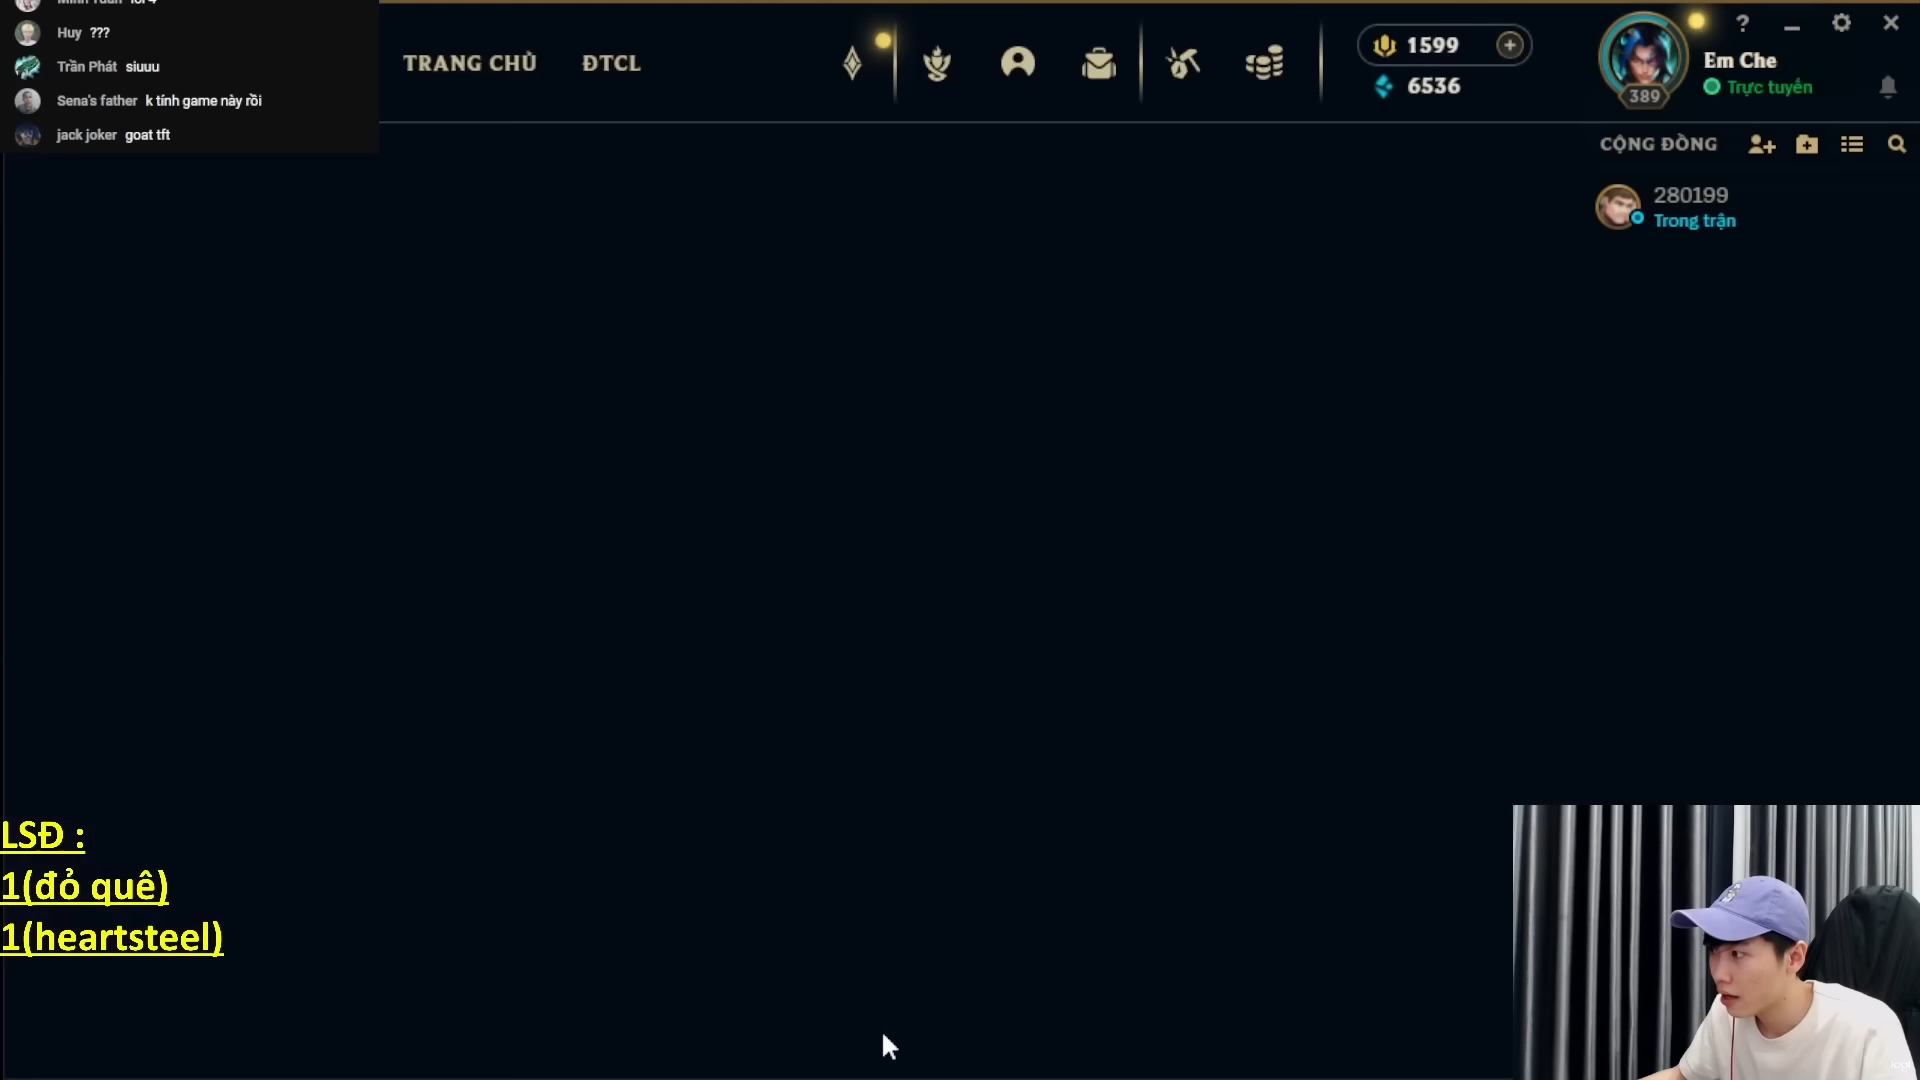 Huy ???
Trần Phát siuuu
Sena's father k tính game này rồi
jack joker goat tft
TRANG CHỦ
ĐTCL
1599
6536
389
?
Em Che
Trực tuyến
CỘNG ĐỒNG
280199
Trong trận
LSĐ :
1(đỏ quê)
1(heartsteel)